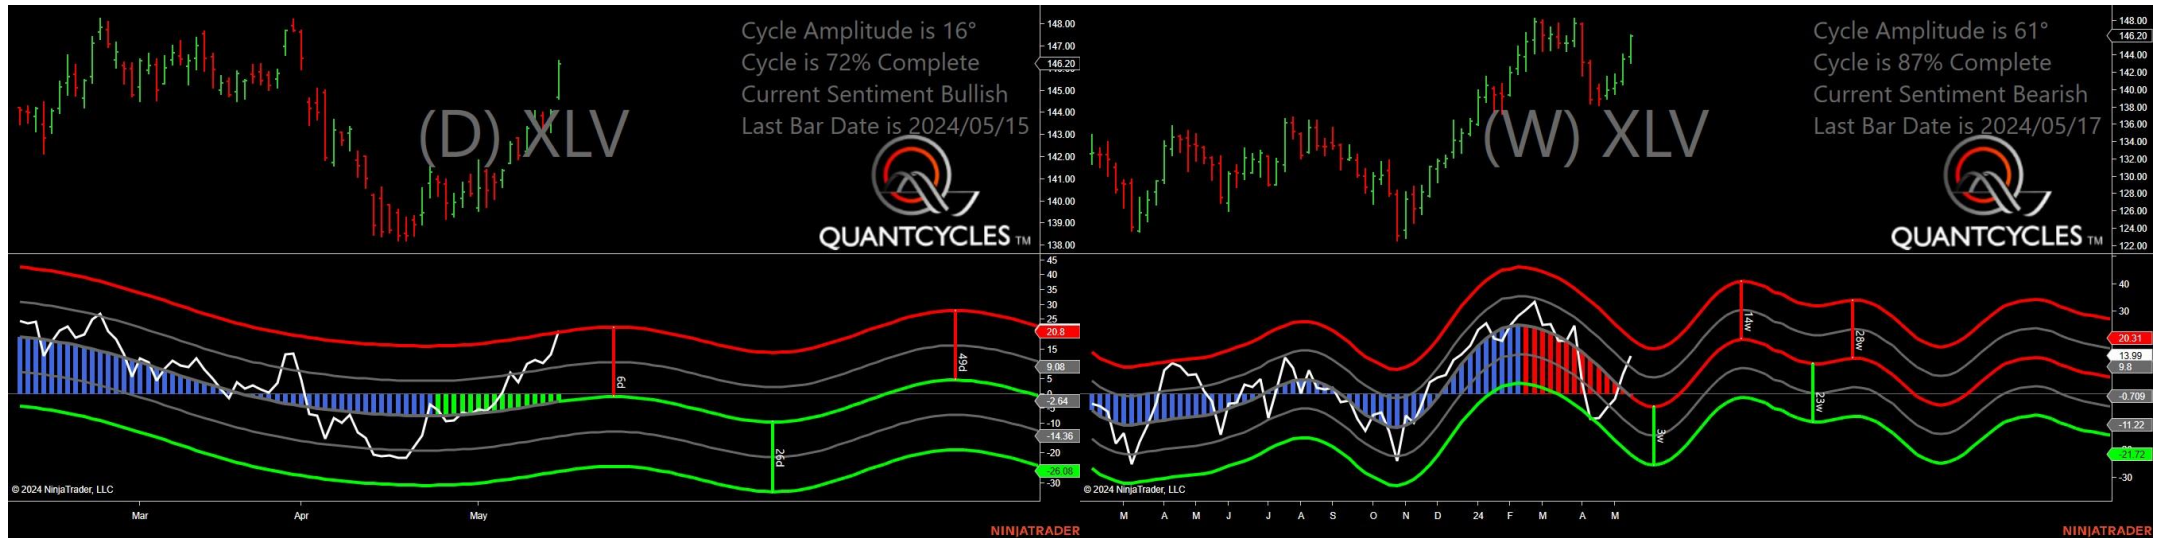 Cycle Amplitude is 16°
Cycle is 72% Complete
Current Sentiment Bullish
Last Bar Date is 2024/05/15
(D) XLV
QUANTCYCLES TM
148.00
147.00
146.20
145.00
144.00
143.00
142.00
141.00
140.00
139.00
138.00
45
40
35
30
25
20.8
15
9.08
5
-2.64
-5
-10
-14.36
-20
-26.08
-30
6d
26d
49d
© 2024 NinjaTrader, LLC
Mar
Apr
May
NINJATRADER
Cycle Amplitude is 61°
Cycle is 87% Complete
Current Sentiment Bearish
Last Bar Date is 2024/05/17
(W) XLV
QUANTCYCLES TM
148.00
146.20
144.00
142.00
140.00
138.00
136.00
134.00
132.00
130.00
128.00
126.00
124.00
122.00
40
30
20.31
13.99
9.8
-0.709
-11.22
-21.72
-30
3w
14w
23w
28w
© 2024 NinjaTrader, LLC
M
A
M
J
J
A
S
O
N
D
24
F
M
A
M
NINJATRADER